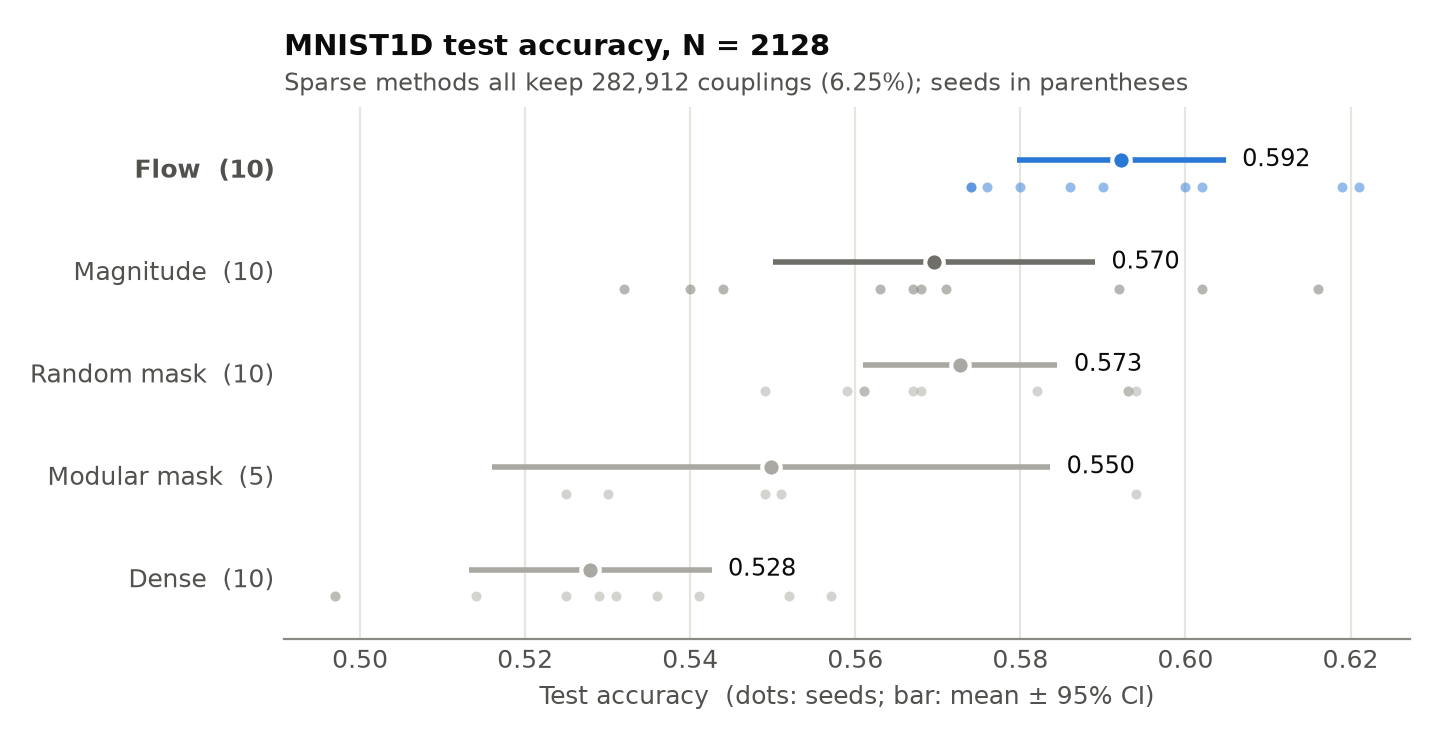 MNIST1D test accuracy, N = 2128
Sparse methods all keep 282,912 couplings (6.25%); seeds in parentheses
Flow (10)
0.592
Magnitude (10)
0.570
Random mask (10)
0.573
Modular mask (5)
0.550
Dense (10)
0.528
0.50 0.52 0.54 0.56 0.58 0.60 0.62
Test accuracy (dots: seeds; bar: mean ± 95% CI)